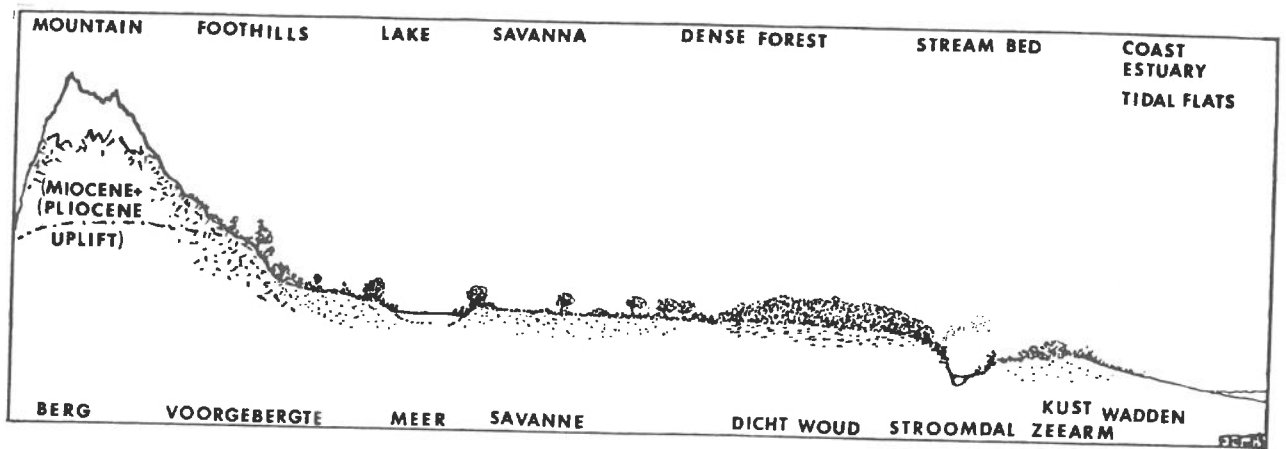 MOUNTAIN FOOTHILLS LAKE SAVANNA DENSE FOREST STREAM BED COAST
ESTUARY
TIDAL FLATS
(MIOCENE+
(PLIOCENE
UPLIFT)
BERG VOORGEBERGTE MEER SAVANNE DICHT WOUD STROOMDAL KUST WADDEN
ZEEARM